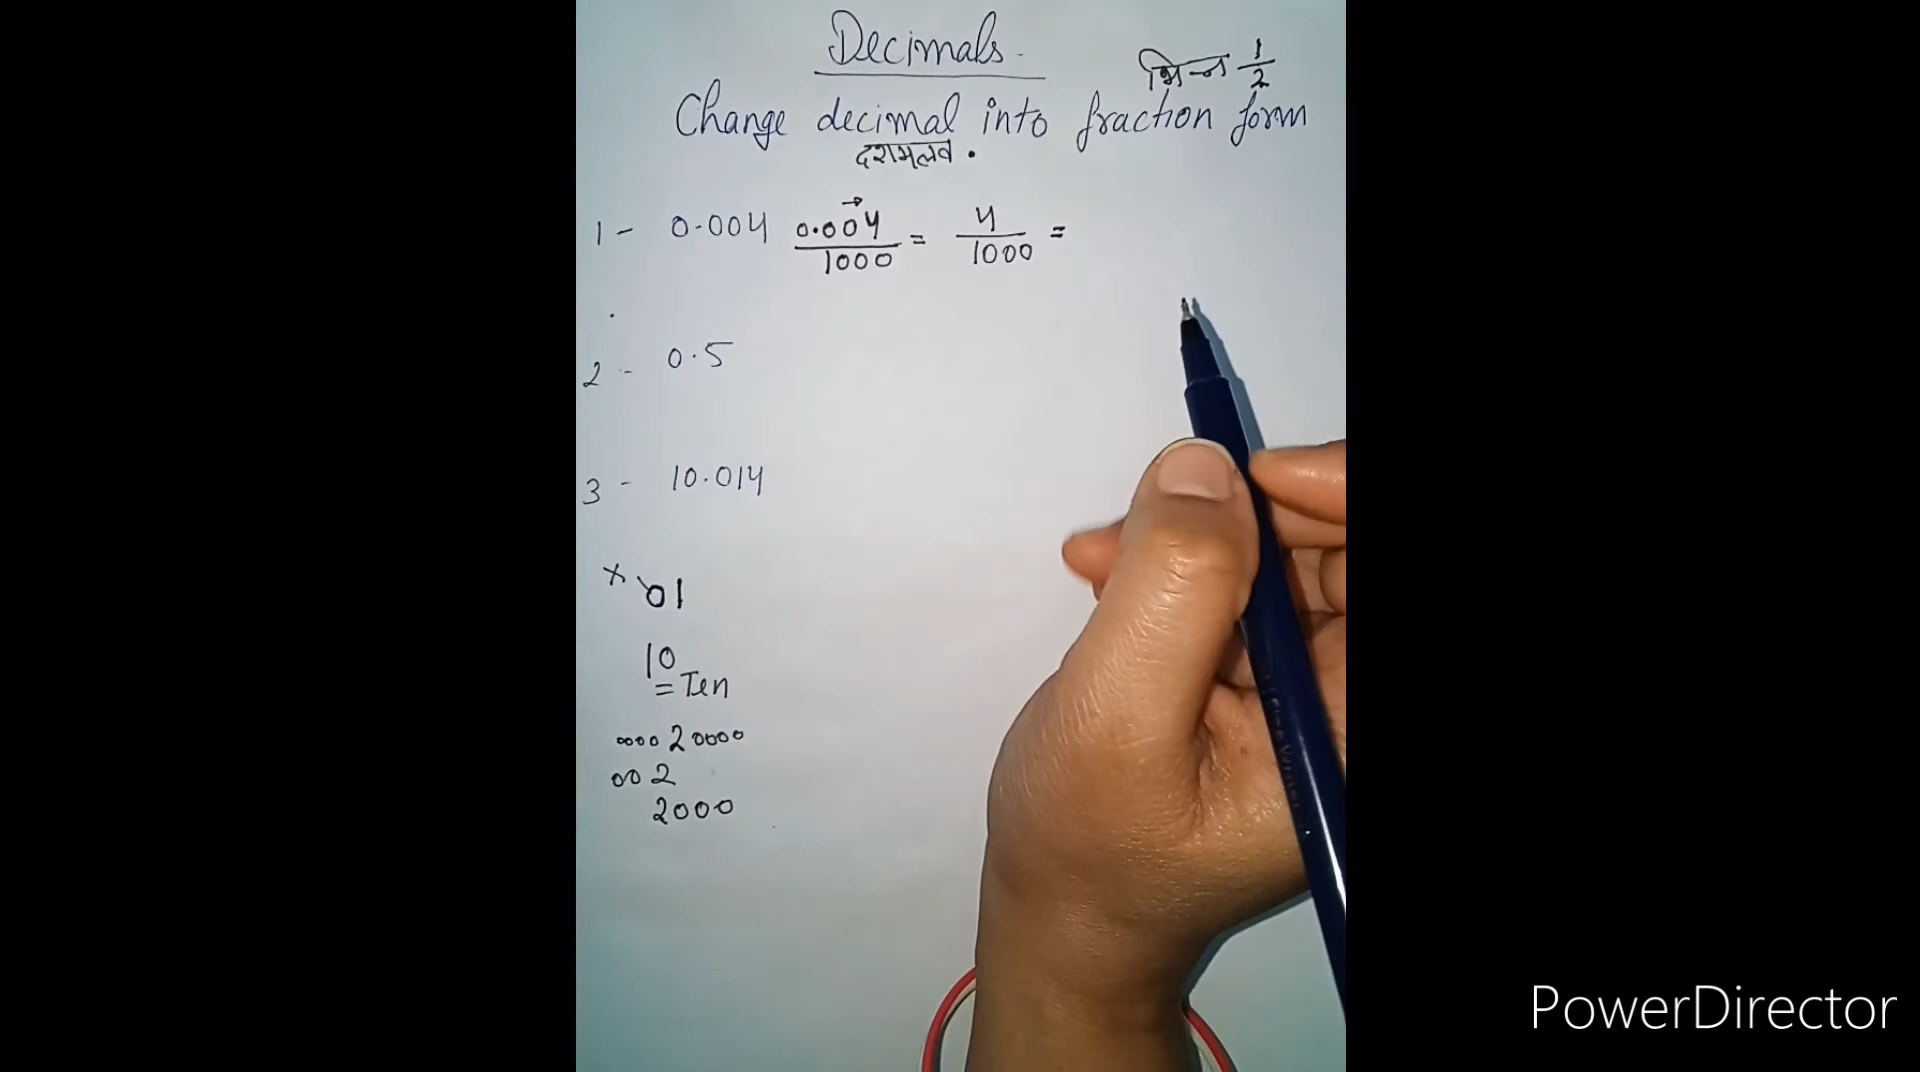 Decimals
भिन्न 1/2
Change decimal into fraction form
दशमलव .
1 - 0.004 0.004/1000 = 4/1000 =
2 - 0.5
3 - 10.014
x 01
10
= Ten
0000 2 0000
00 2
2000
PowerDirector